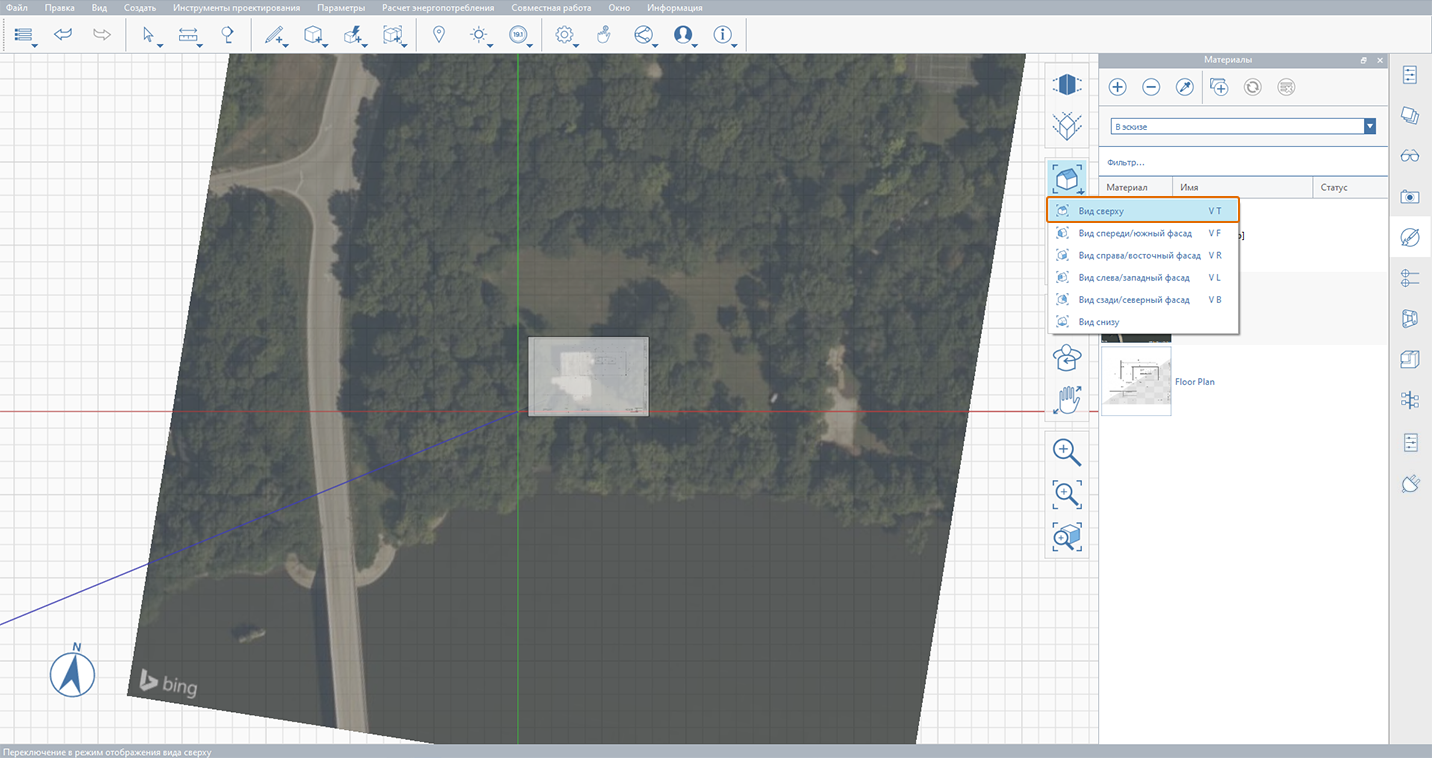 Файл Правка Вид Создать Инструменты проектирования Параметры Расчет энергопотребления Совместная работа Окно Информация
19:1
Материалы
В эскизе
Фильтр...
Материал Имя Статус
Вид сверху V T
Вид спереди/южный фасад V F
Вид справа/восточный фасад V R
Вид слева/западный фасад V L
Вид сзади/северный фасад V B
Вид снизу
Floor Plan
N
bing
Переключение в режим отображения вида сверху